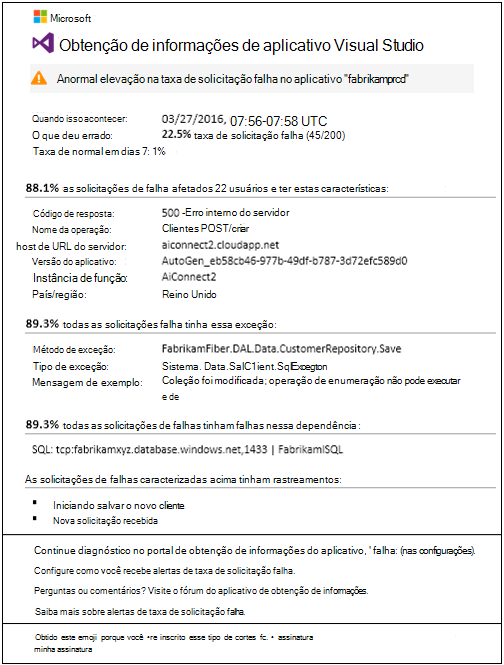 Microsoft
Obtenção de informações de aplicativo Visual Studio
Anormal elevação na taxa de solicitação falha no aplicativo "fabrikamprcd"
Quando isso acontecer: 03/27/2016, 07:56-07:58 UTC
O que deu errado: 22.5% taxa de solicitação falha (45/200)
Taxa de normal em dias 7: 1%
88.1% as solicitações de falha afetados 22 usuários e ter estas características:
Código de resposta: 500 -Erro interno do servidor
Nome da operação: Clientes POST/criar
host de URL do servidor: aiconnect2.cloudapp.net
Versão do aplicativo: AutoGen_eb58cb46-977b-49df-b787-3d72efc589d0
Instância de função: AiConnect2
País/região: Reino Unido
89.3% todas as solicitações falha tinha essa exceção:
Método de exceção: FabrikamFiber.DAL.Data.CustomerRepository.Save
Tipo de exceção: Sistema. Data.SalC1ient.SqlExcegton
Mensagem de exemplo: Coleção foi modificada; operação de enumeração não pode executar
e de
89.3% todas as solicitações de falhas tinham falhas nessa dependência:
SQL: tcp:fabrikamxyz.database.windows.net,1433 | FabrikamlSQL
As solicitações de falhas caracterizadas acima tinham rastreamentos:
Iniciando salvar o novo cliente
Nova solicitação recebida
Continue diagnóstico no portal de obtenção de informações do aplicativo, 'falha: (nas configurações).
Configure como você recebe alertas de taxa de solicitação falha.
Perguntas ou comentários? Visite o fórum do aplicativo de obtenção de informações.
Saiba mais sobre alertas de taxa de solicitação falha.
Obtido este emoji porque você •re inscrito esse tipo de cortes fc. • assinatura
minha assinatura